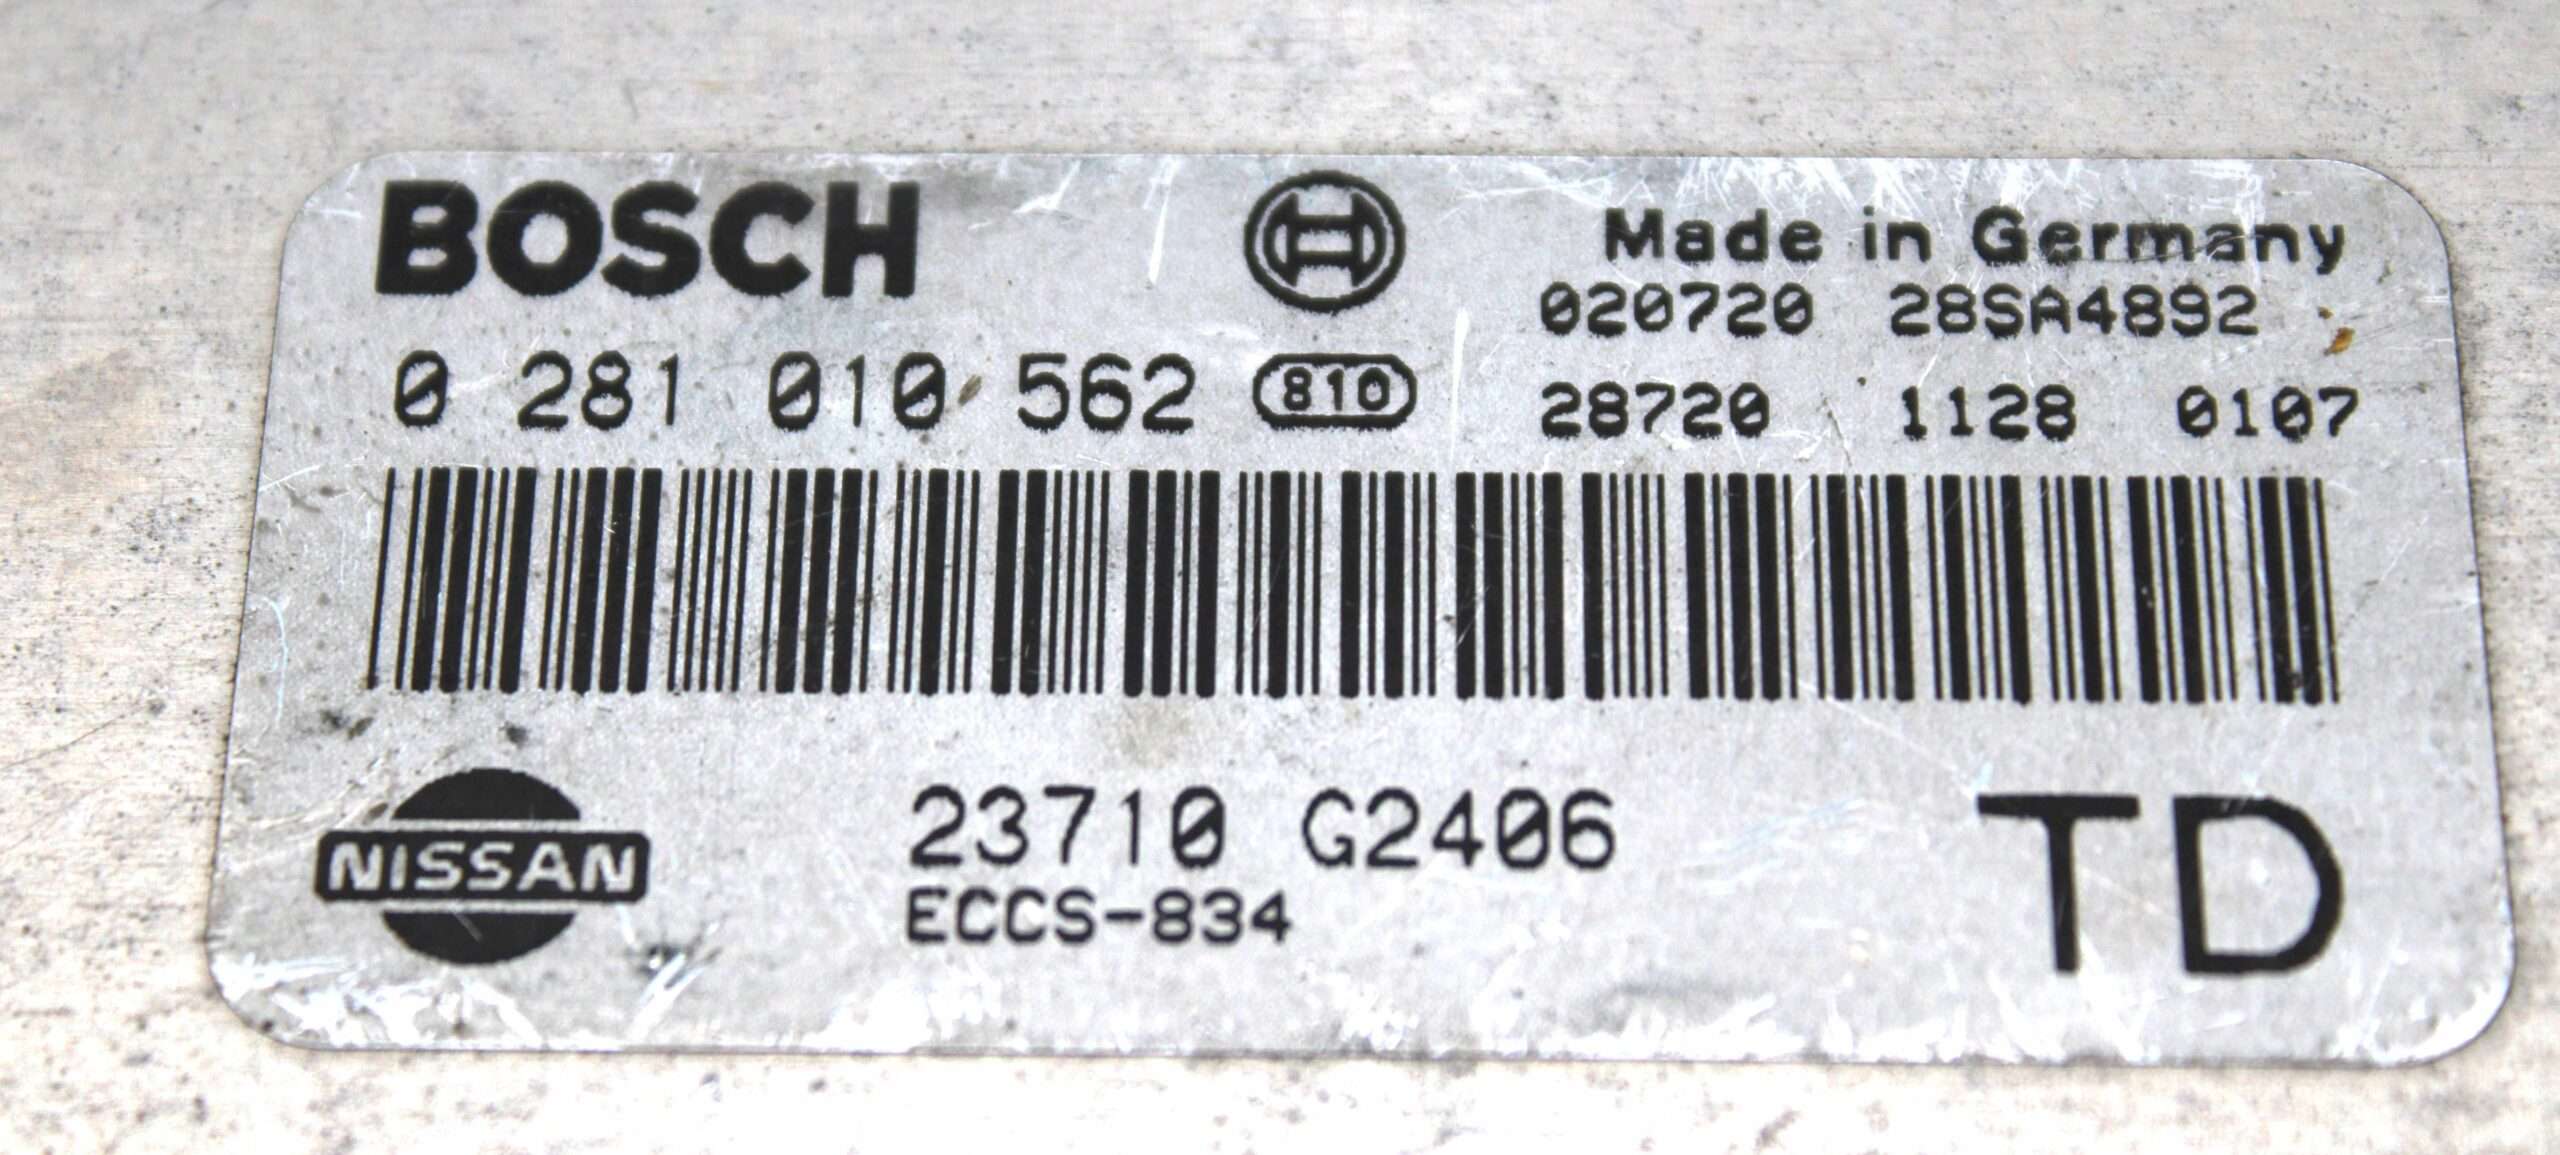 BOSCH
Made in Germany
020720 28SA4892
0 281 010 562 810
28720 1128 0107
NISSAN
23710 G2406
ECCS-834
TD